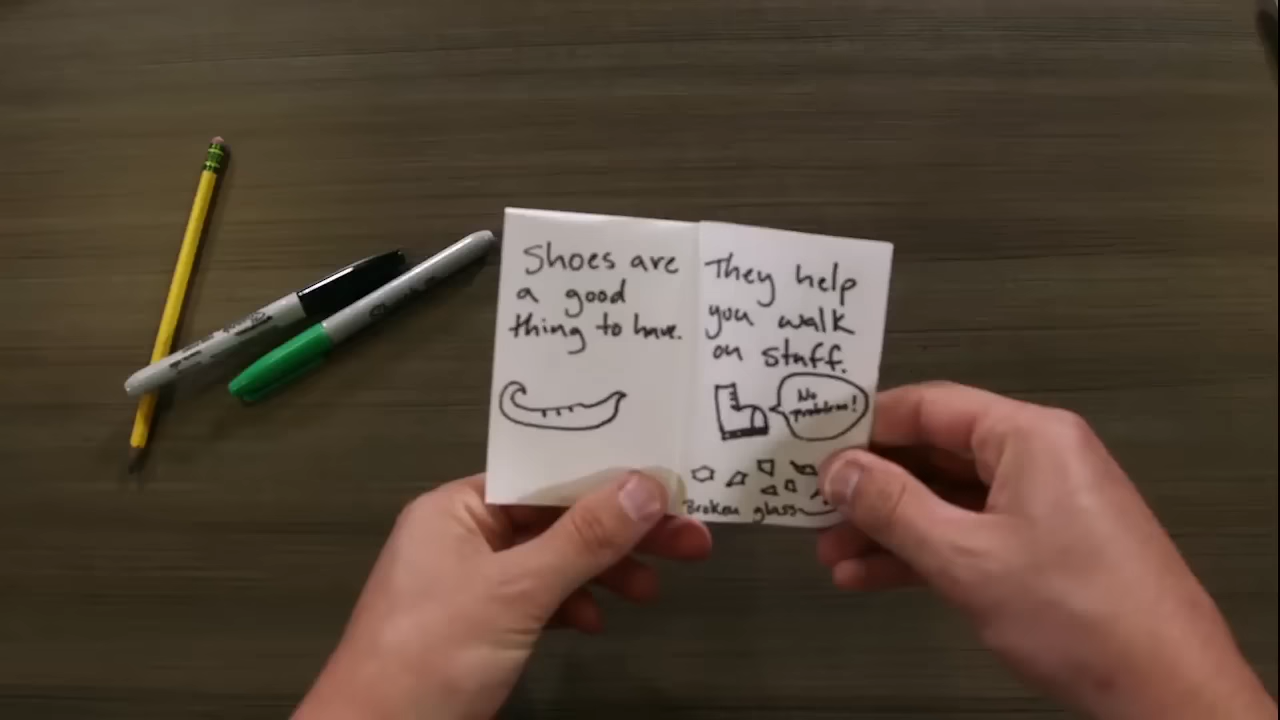 Shoes are
a good
thing to have.
They help
you walk
on stuff.
No
problem!
Broken glass